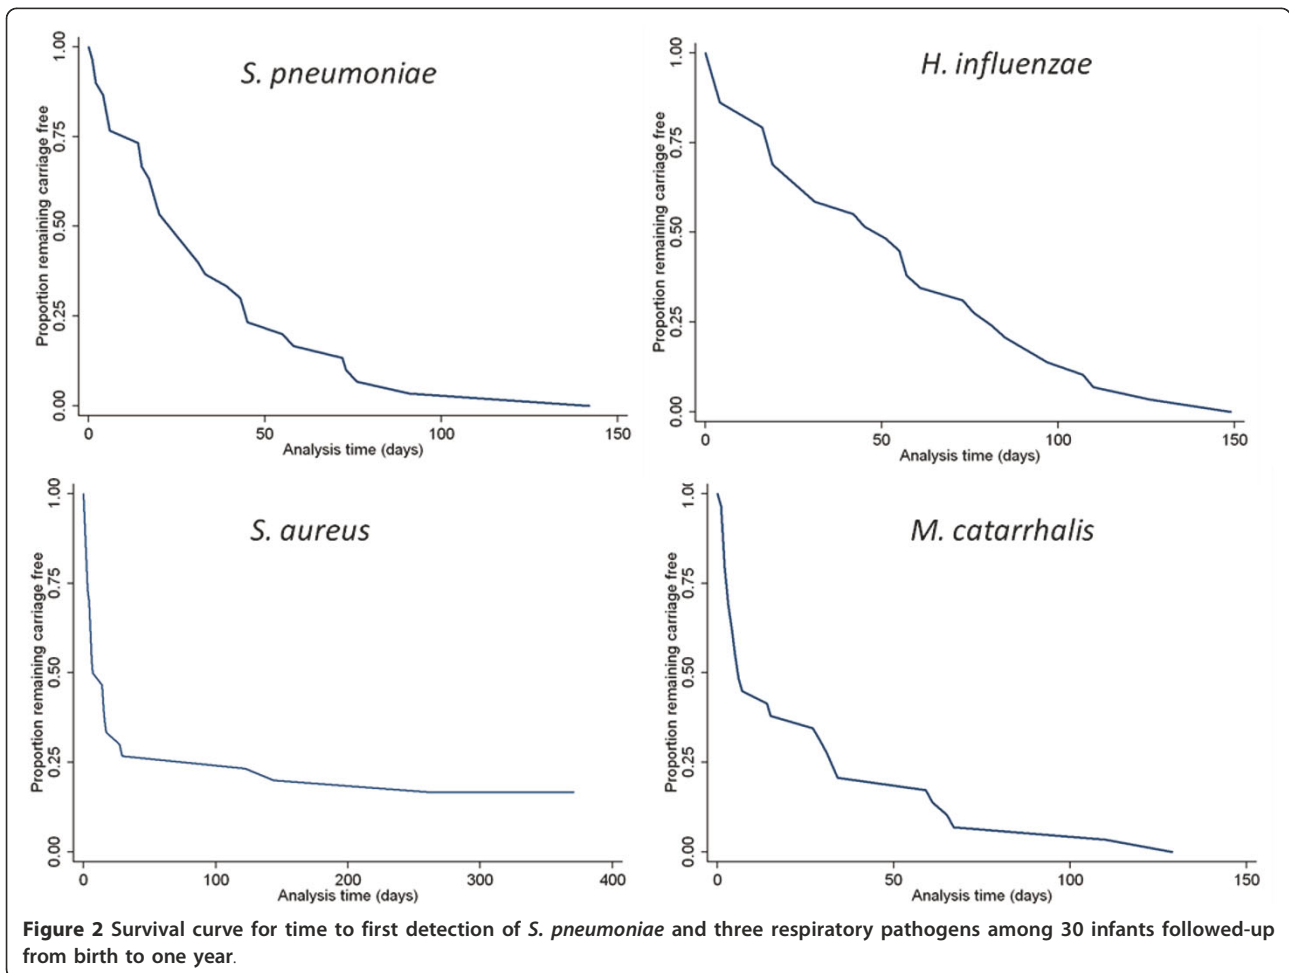 S. pneumoniae
Proportion remaining carriage free
1.00
0.75
0.50
0.25
0.00
0 50 100 150
Analysis time (days)
H. influenzae
Proportion remaining carriage free
1.00
0.75
0.50
0.25
0.00
0 50 100 150
Analysis time (days)
S. aureus
Proportion remaining carriage free
1.00
0.75
0.50
0.25
0.00
0 100 200 300 400
Analysis time (days)
M. catarrhalis
Proportion remaining carriage free
1.00
0.75
0.50
0.25
0.00
0 50 100 150
Analysis time (days)
Figure 2 Survival curve for time to first detection of S. pneumoniae and three respiratory pathogens among 30 infants followed-up
from birth to one year.